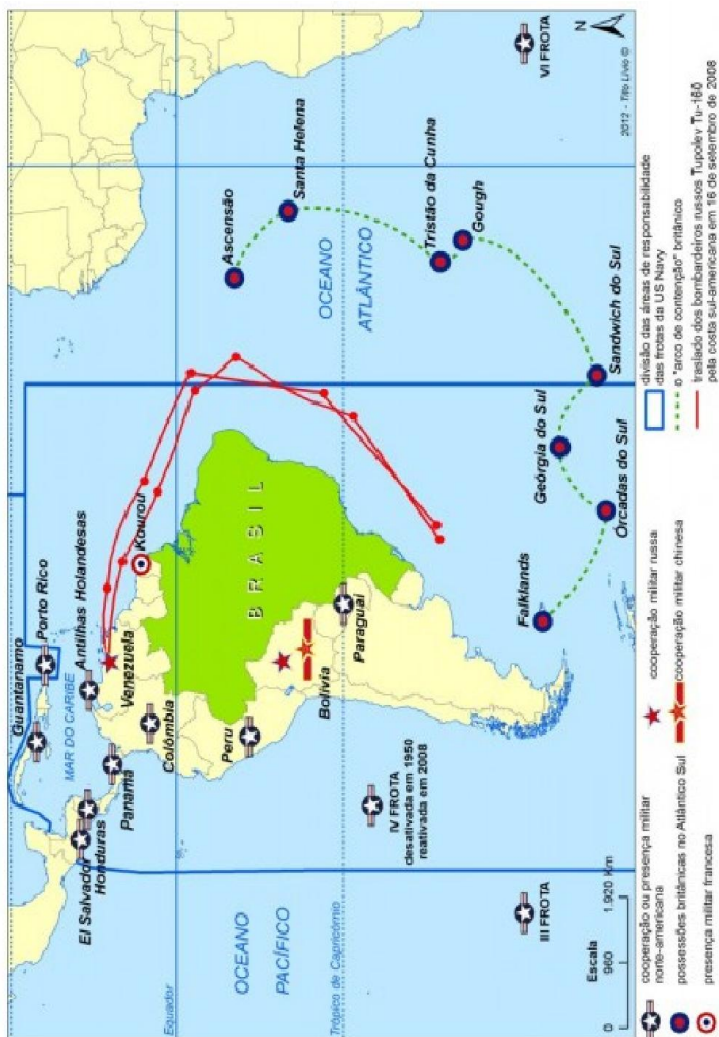 Guantanamo
Porto Rico
MAR DO CARIBE
Antilhas Holandesas
El Salvador
Honduras
Panamá
Venezuela
Kourou
Colômbia
Equador
Peru
BRASIL
Bolívia
Paraguai
OCEANO
PACÍFICO
Trópico de Capricórnio
OCEANO
ATLÂNTICO
Ascensão
Santa Helena
Tristão da Cunha
Gough
Sandwich do Sul
Geórgia do Sul
Orcadas do Sul
Falklands
IV FROTA
desativada em 1950
reativada em 2008
III FROTA
VI FROTA
N
Escala
0 960 1.920 Km
2012 - Tito Lívio ©
cooperação ou presença militar
norte-americana
possessões britânicas no Atlântico Sul
presença militar francesa
cooperação militar russa
cooperação militar chinesa
divisão das áreas de responsabilidade
das frotas da US Navy
o "arco de contenção" britânico
traslado dos bombardeiros russos Tupolev Tu-160
pela costa sul-americana em 16 de setembro de 2008